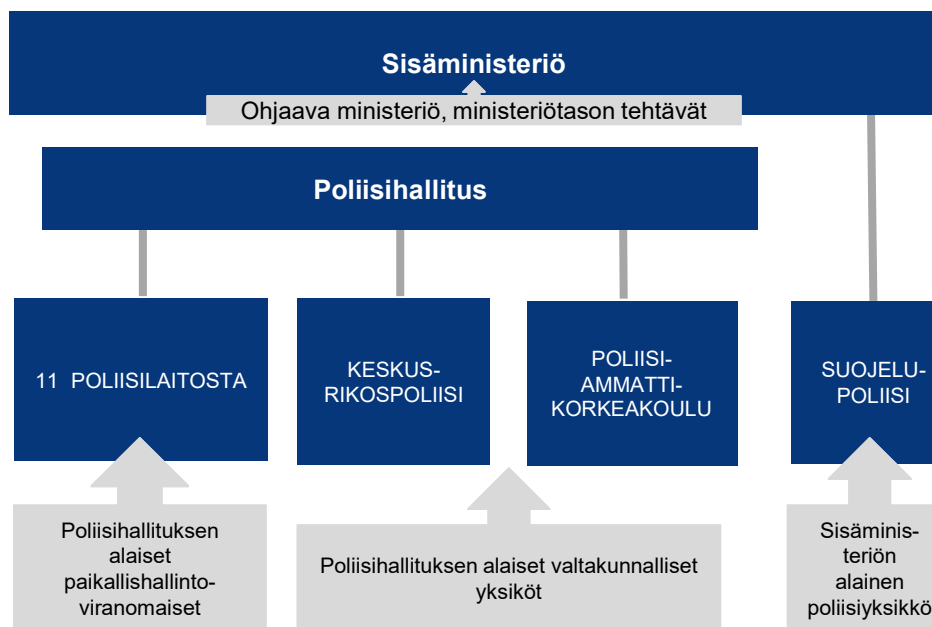 Sisäministeriö
Ohjaava ministeriö, ministeriötason tehtävät
Poliisihallitus
11 POLIISILAITOSTA
KESKUS-
RIKOSPOLIISI
POLIISI-
AMMATTI-
KORKEAKOULU
SUOJELU-
POLIISI
Poliisihallituksen
alaiset
paikallishallinto-
viranomaiset
Poliisihallituksen alaiset valtakunnalliset
yksiköt
Sisäminis-
teriön
alainen
poliisiyksikkö